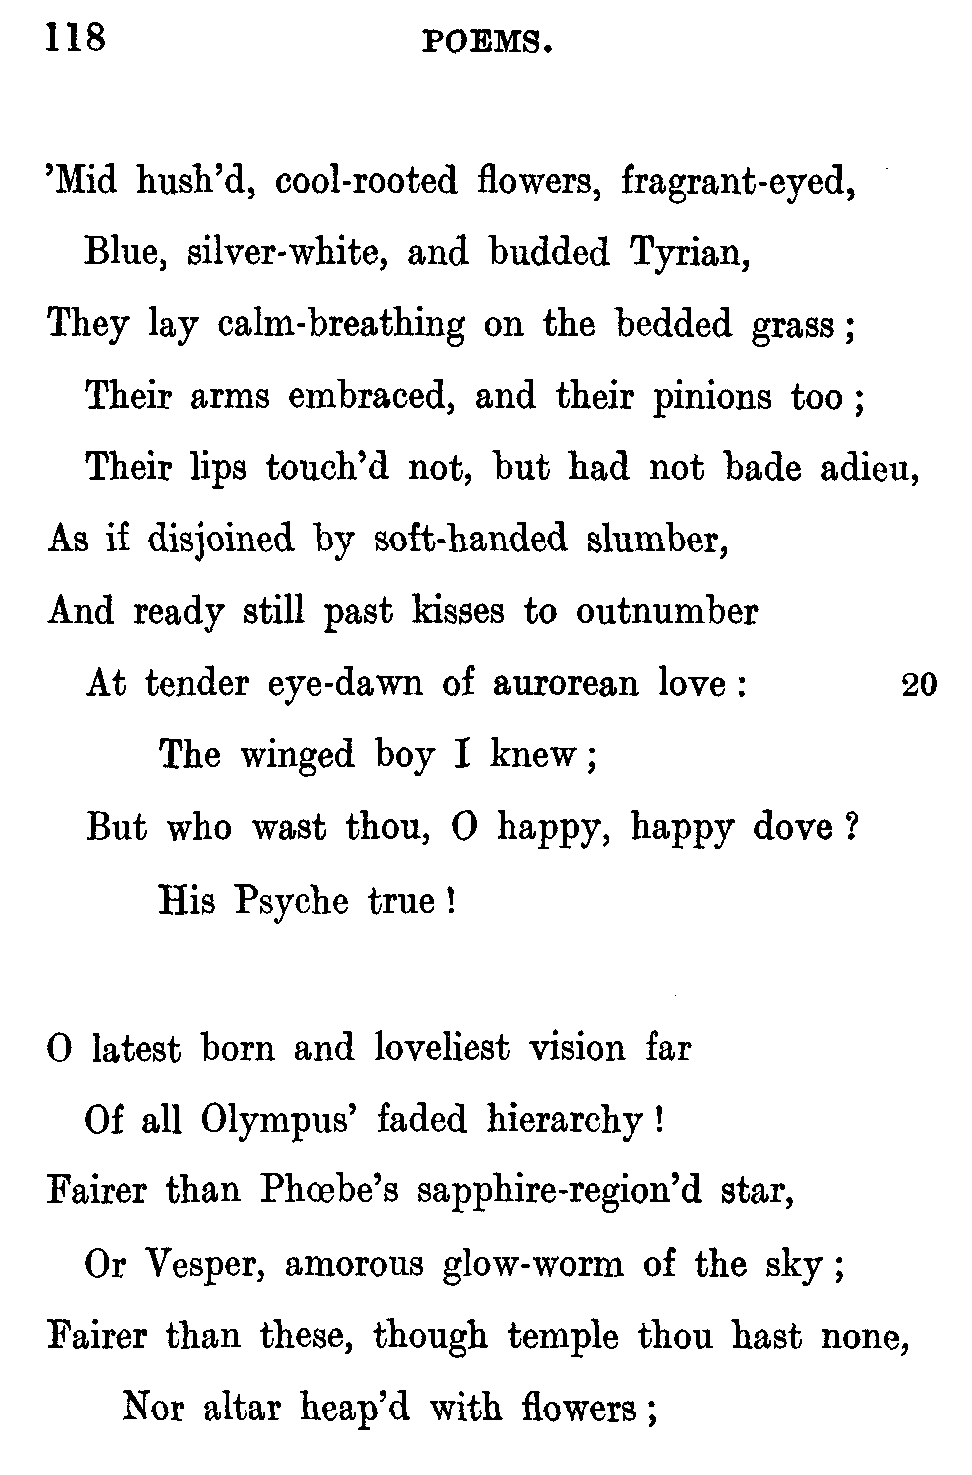 118 POEMS.
’Mid hush’d, cool-rooted flowers, fragrant-eyed,
Blue, silver-white, and budded Tyrian,
They lay calm-breathing on the bedded grass ;
Their arms embraced, and their pinions too ;
Their lips touch’d not, but had not bade adieu,
As if disjoined by soft-handed slumber,
And ready still past kisses to outnumber
At tender eye-dawn of aurorean love : 20
The winged boy I knew ;
But who wast thou, O happy, happy dove ?
His Psyche true !
O latest born and loveliest vision far
Of all Olympus’ faded hierarchy !
Fairer than Phœbe’s sapphire-region’d star,
Or Vesper, amorous glow-worm of the sky ;
Fairer than these, though temple thou hast none,
Nor altar heap’d with flowers ;